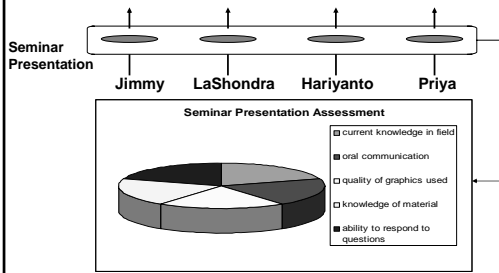 Seminar
Presentation
Jimmy LaShondra Hariyanto Priya
Seminar Presentation Assessment
current knowledge in field
oral communication
quality of graphics used
knowledge of material
ability to respond to
questions